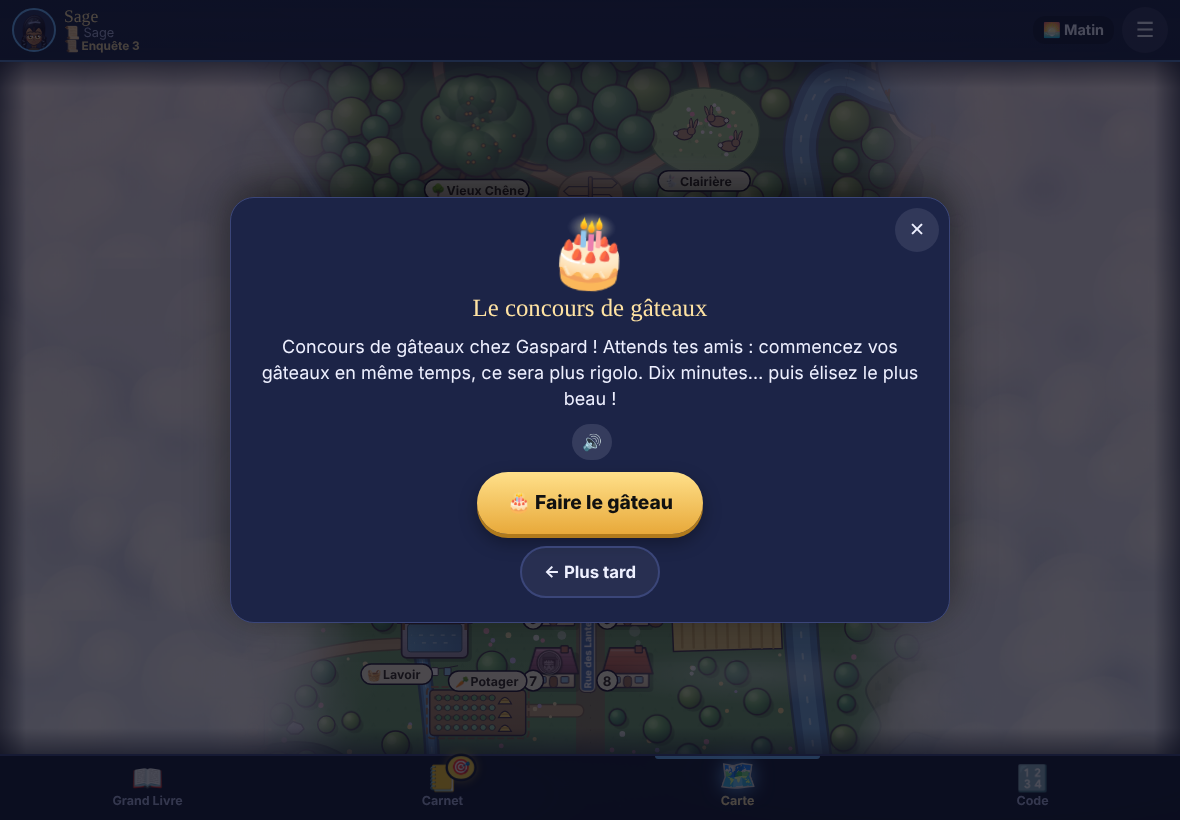 Sage
Sage
Enquête 3
Matin
Vieux Chêne
Clairière
Le concours de gâteaux
Concours de gâteaux chez Gaspard ! Attends tes amis : commencez vos
gâteaux en même temps, ce sera plus rigolo. Dix minutes… puis élisez le plus
beau !
Faire le gâteau
← Plus tard
Lavoir
Potager
7
8
Grand Livre
Carnet
Carte
Code